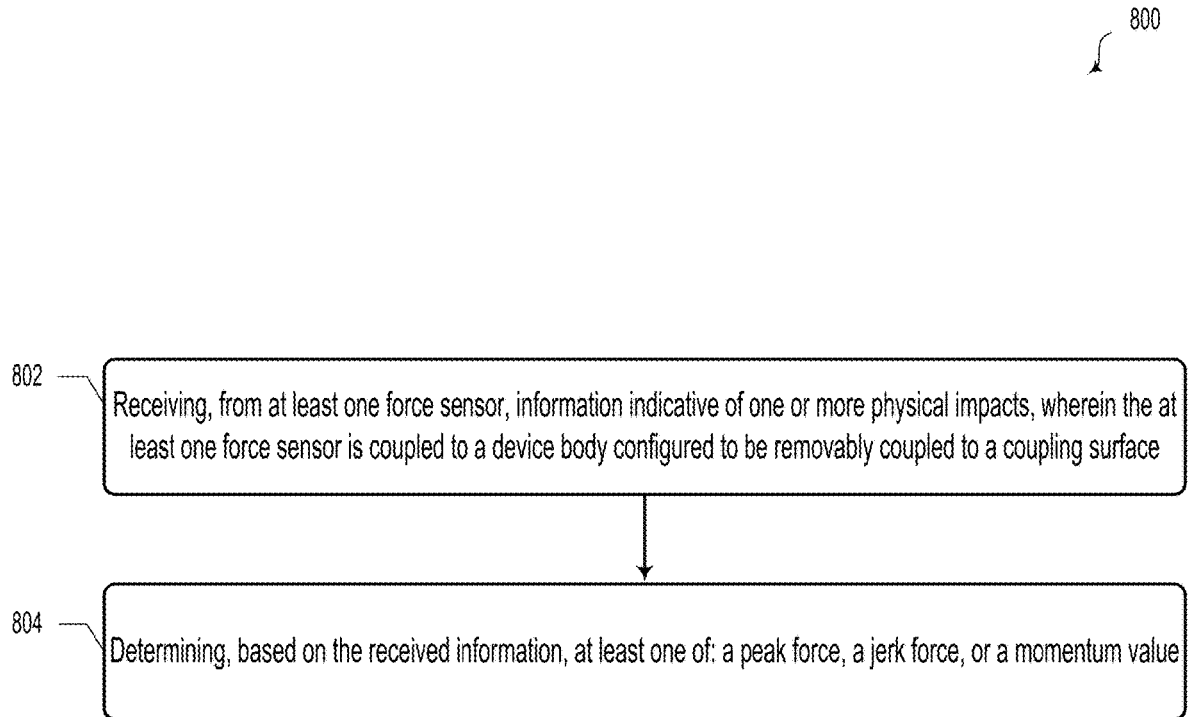 800
802
Receiving, from at least one force sensor, information indicative of one or more physical impacts, wherein the at
least one force sensor is coupled to a device body configured to be removably coupled to a coupling surface
804
Determining, based on the received information, at least one of: a peak force, a jerk force, or a momentum value